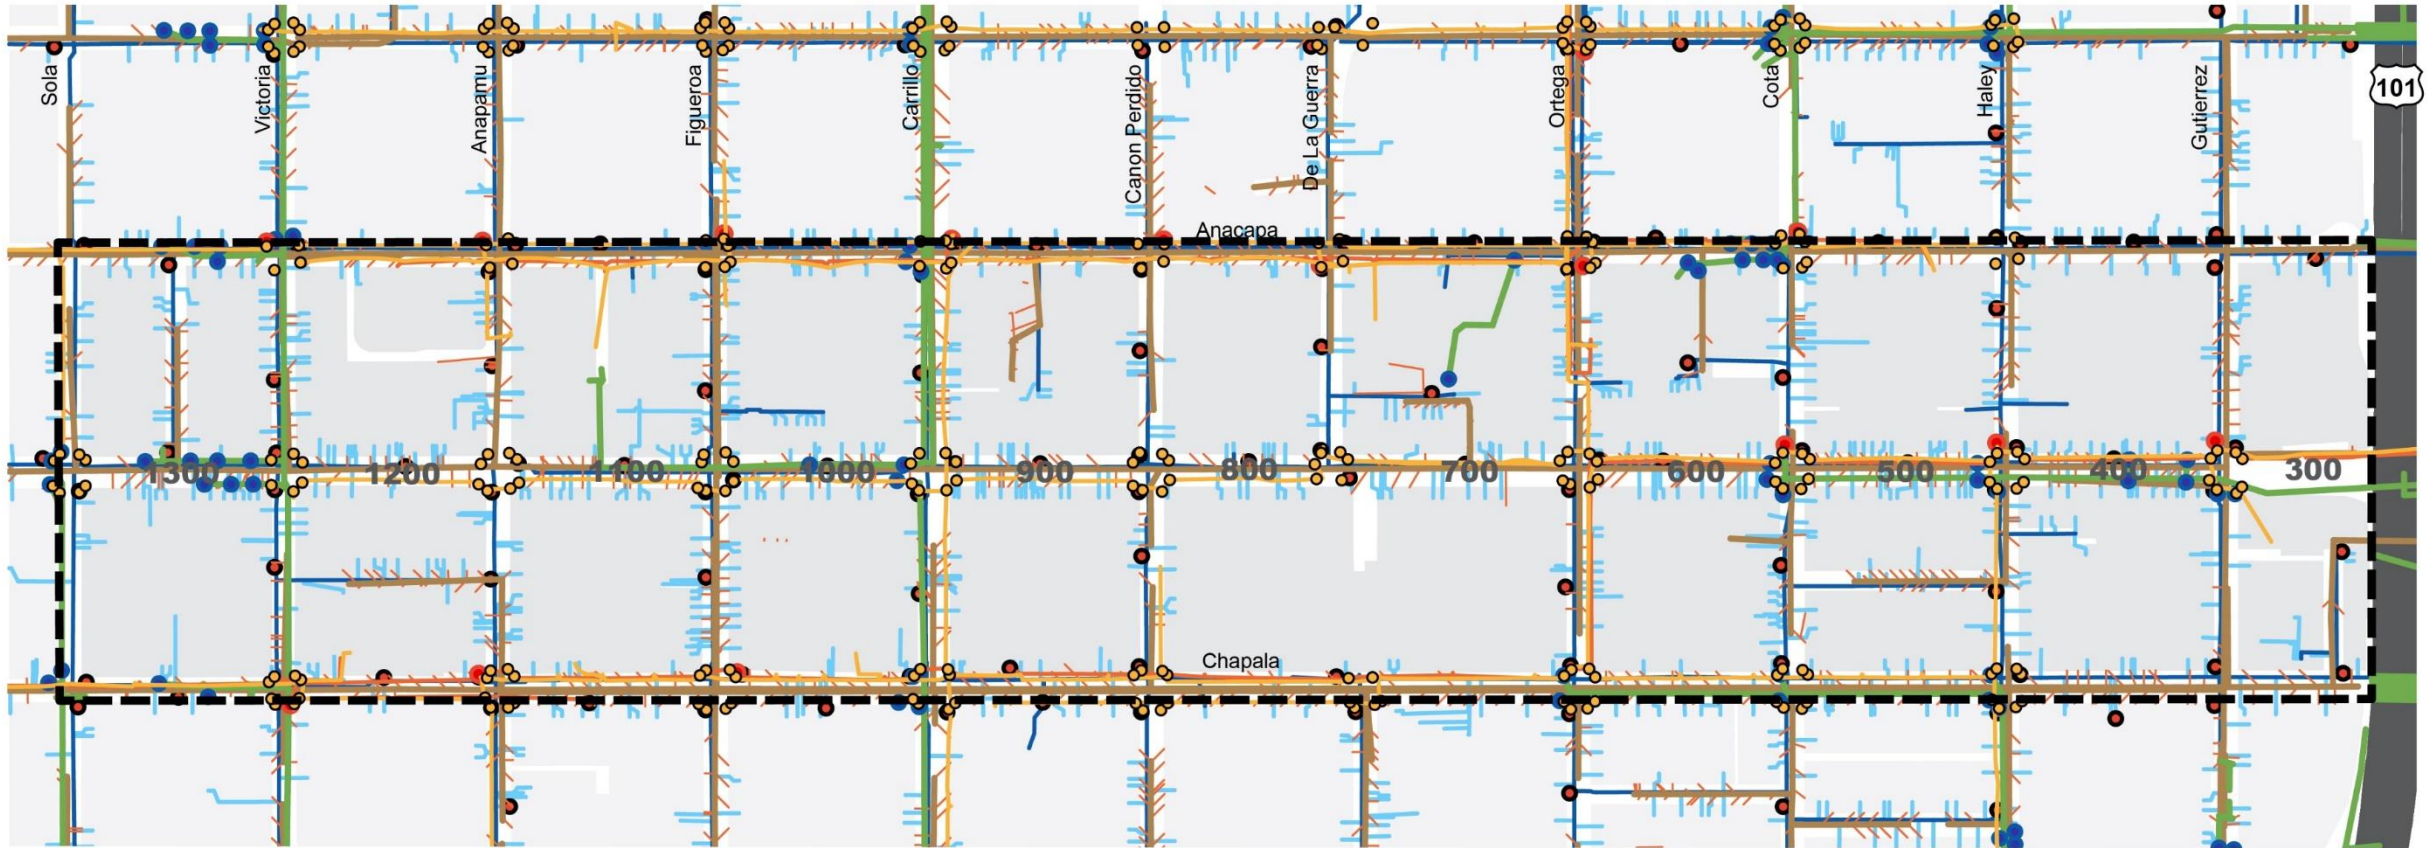 Sola
Victoria
Anapamu
Figueroa
Carrillo
Canon Perdido
De La Guerra
Ortega
Cota
Haley
Gutierrez
101
Anacapa
1300
1200
1100
1000
900
800
700
600
500
400
300
Chapala